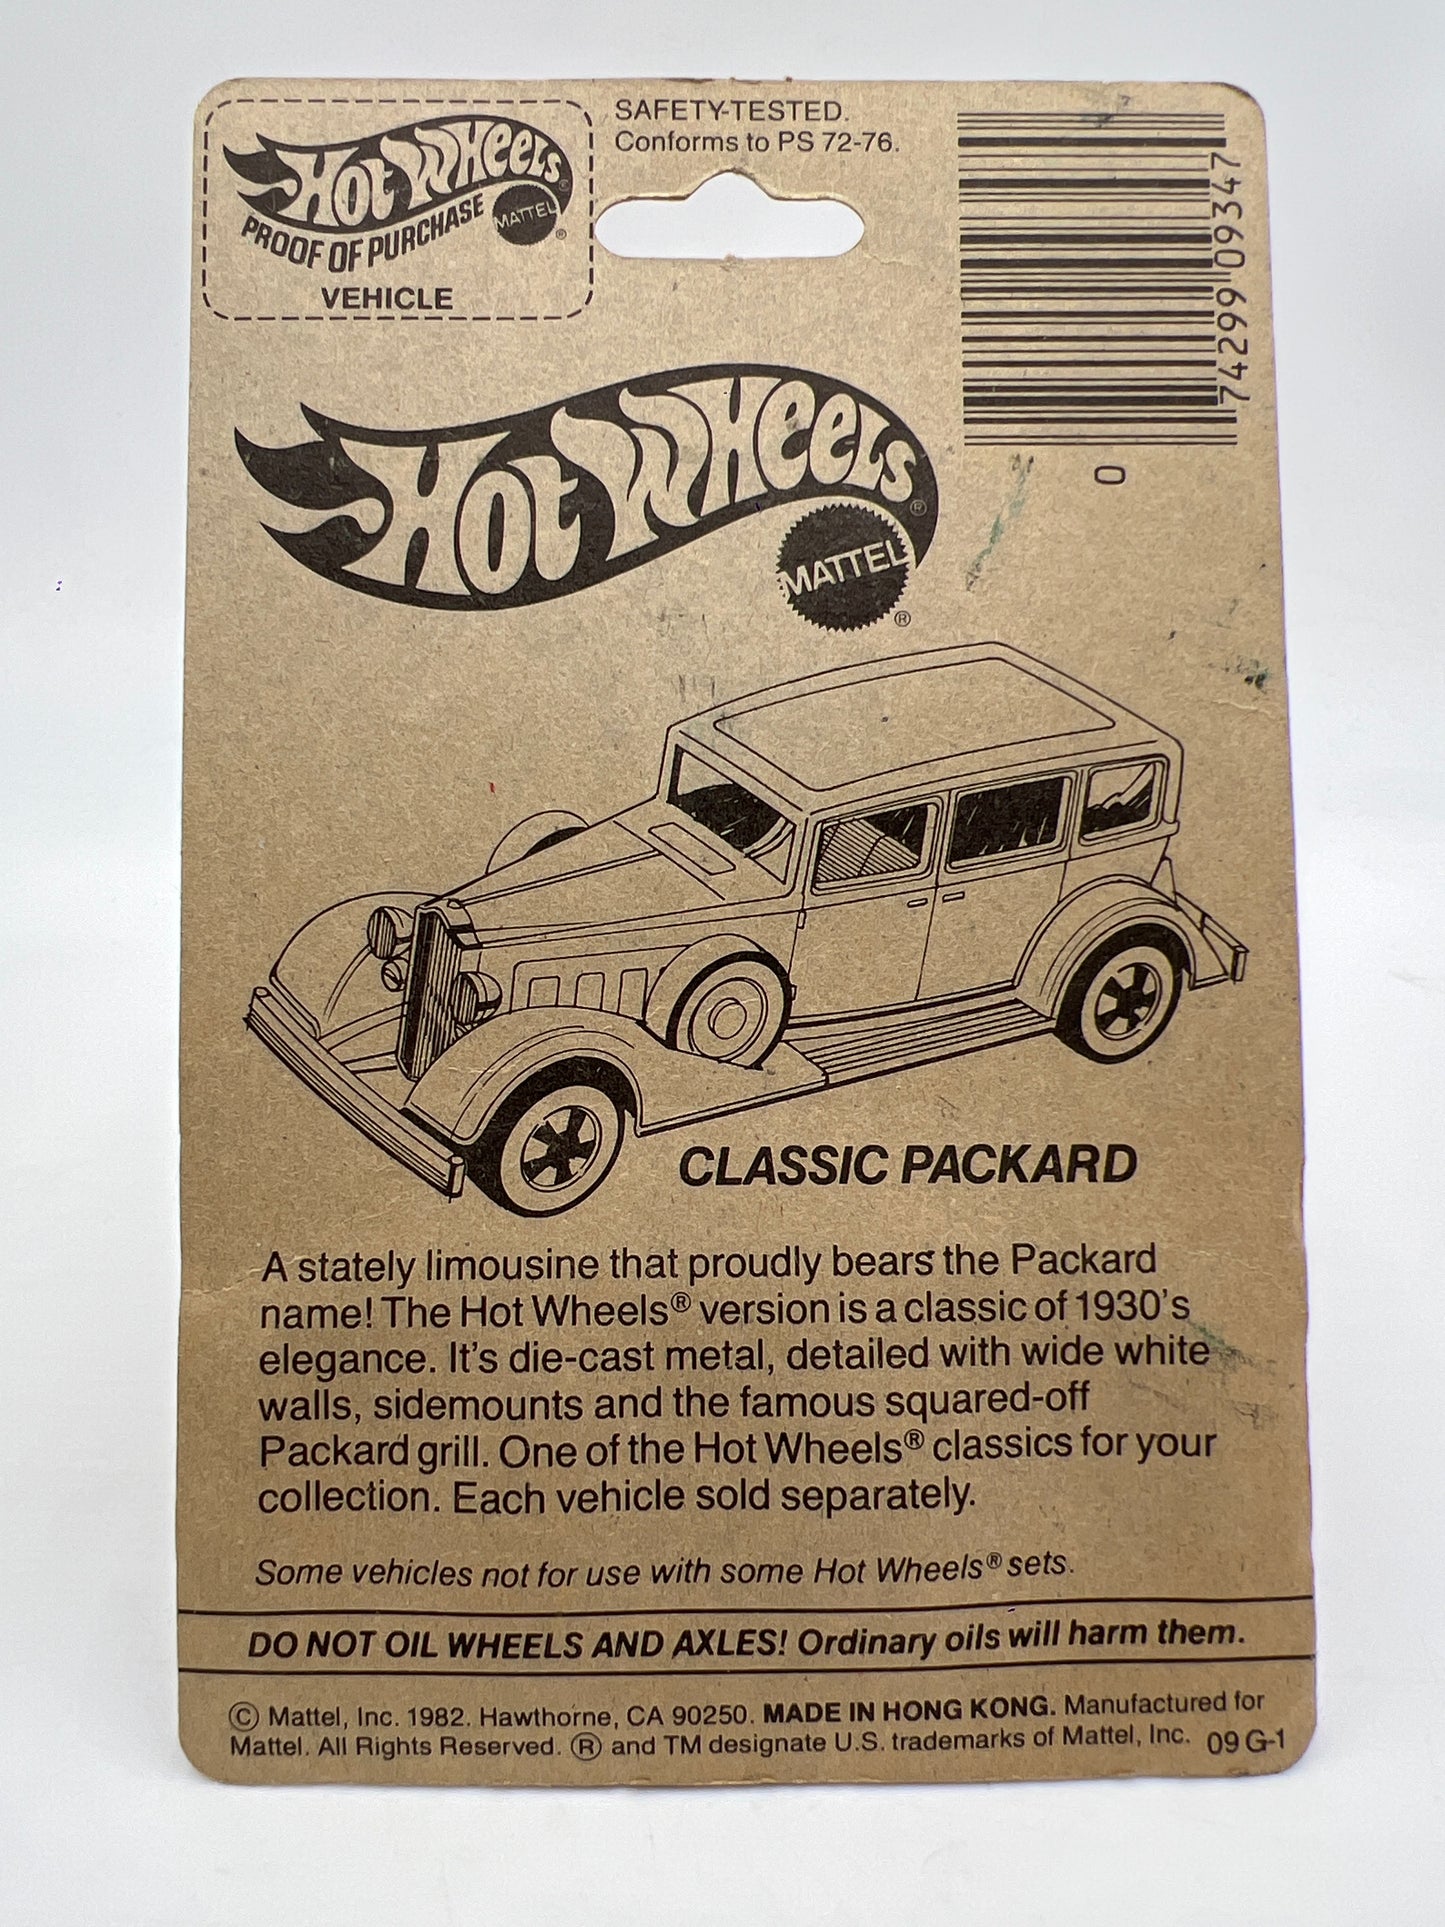 HOT WHEELS®
PROOF OF PURCHASE
MATTEL®
VEHICLE
SAFETY-TESTED.
Conforms to PS 72-76.
74299 09347
0
HOT WHEELS®
MATTEL®
CLASSIC PACKARD
A stately limousine that proudly bears the Packard
name! The Hot Wheels® version is a classic of 1930's
elegance. It's die-cast metal, detailed with wide white
walls, sidemounts and the famous squared-off
Packard grill. One of the Hot Wheels® classics for your
collection. Each vehicle sold separately.
Some vehicles not for use with some Hot Wheels® sets.
DO NOT OIL WHEELS AND AXLES! Ordinary oils will harm them.
© Mattel, Inc. 1982. Hawthorne, CA 90250. MADE IN HONG KONG. Manufactured for
Mattel. All Rights Reserved. ® and TM designate U.S. trademarks of Mattel, Inc. 09 G-1